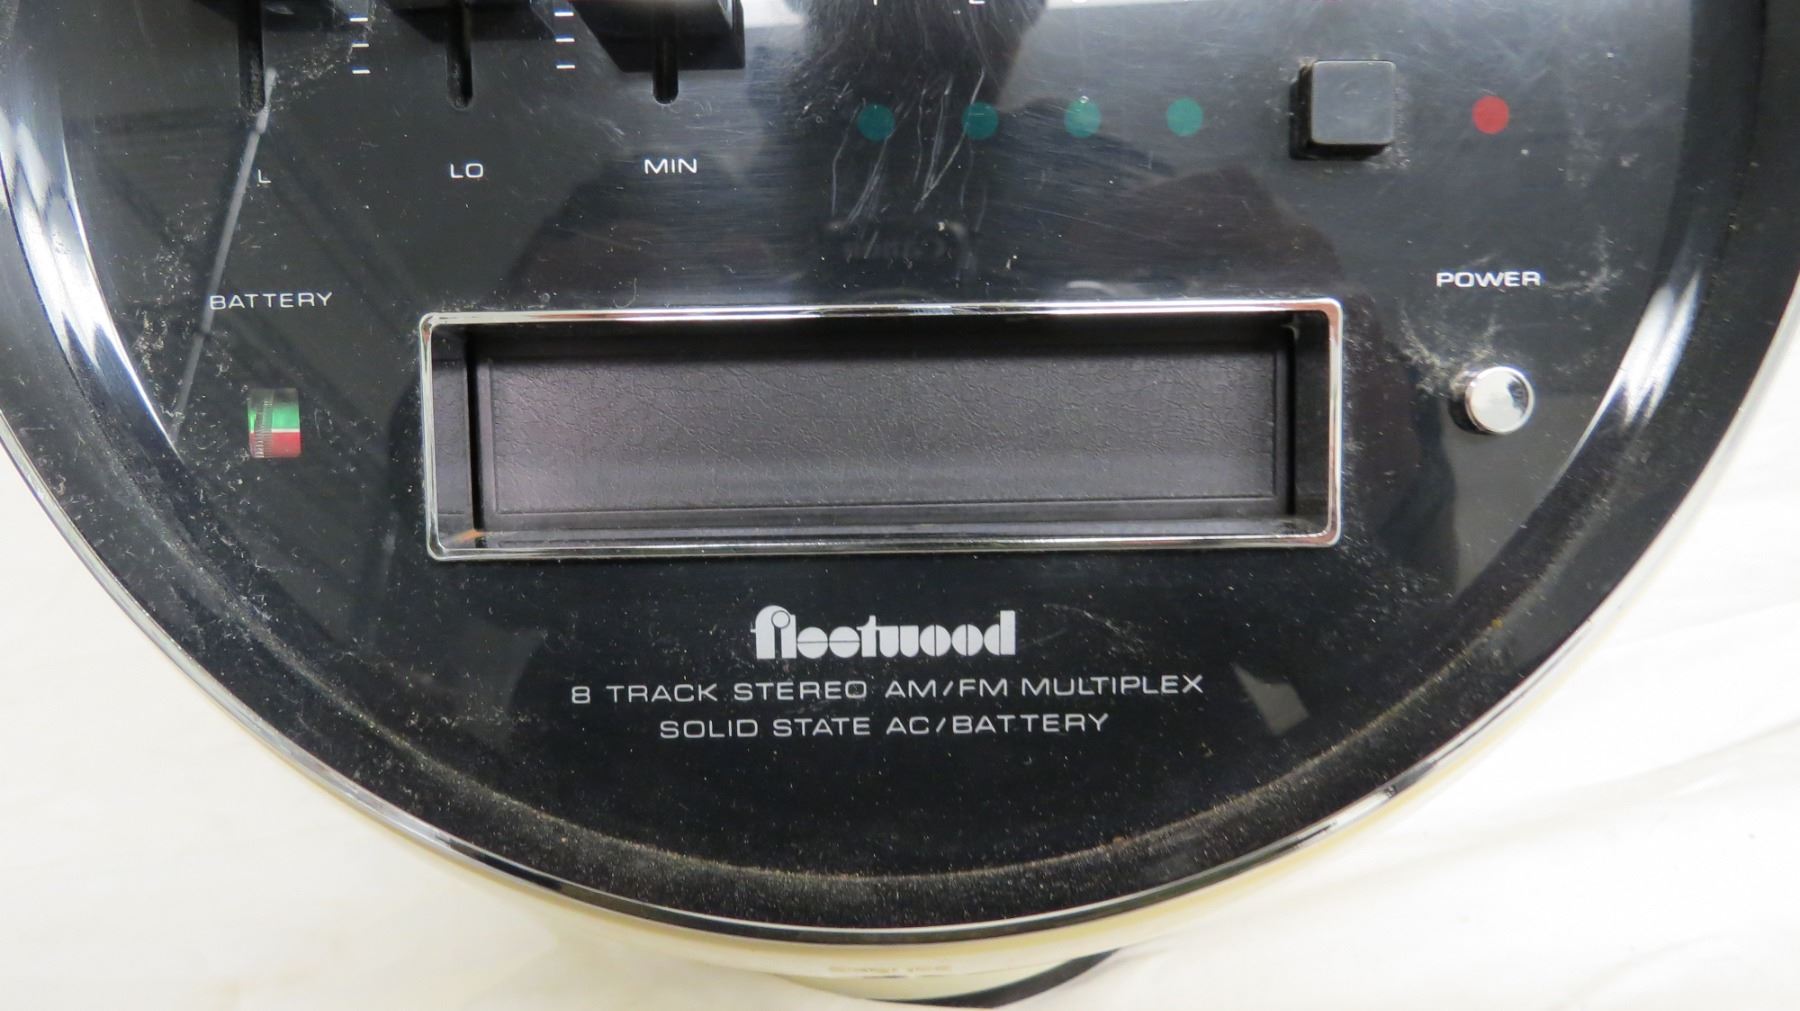 L
LO
MIN
BATTERY
POWER
fleetwood
8 TRACK STEREO AM/FM MULTIPLEX
SOLID STATE AC/BATTERY